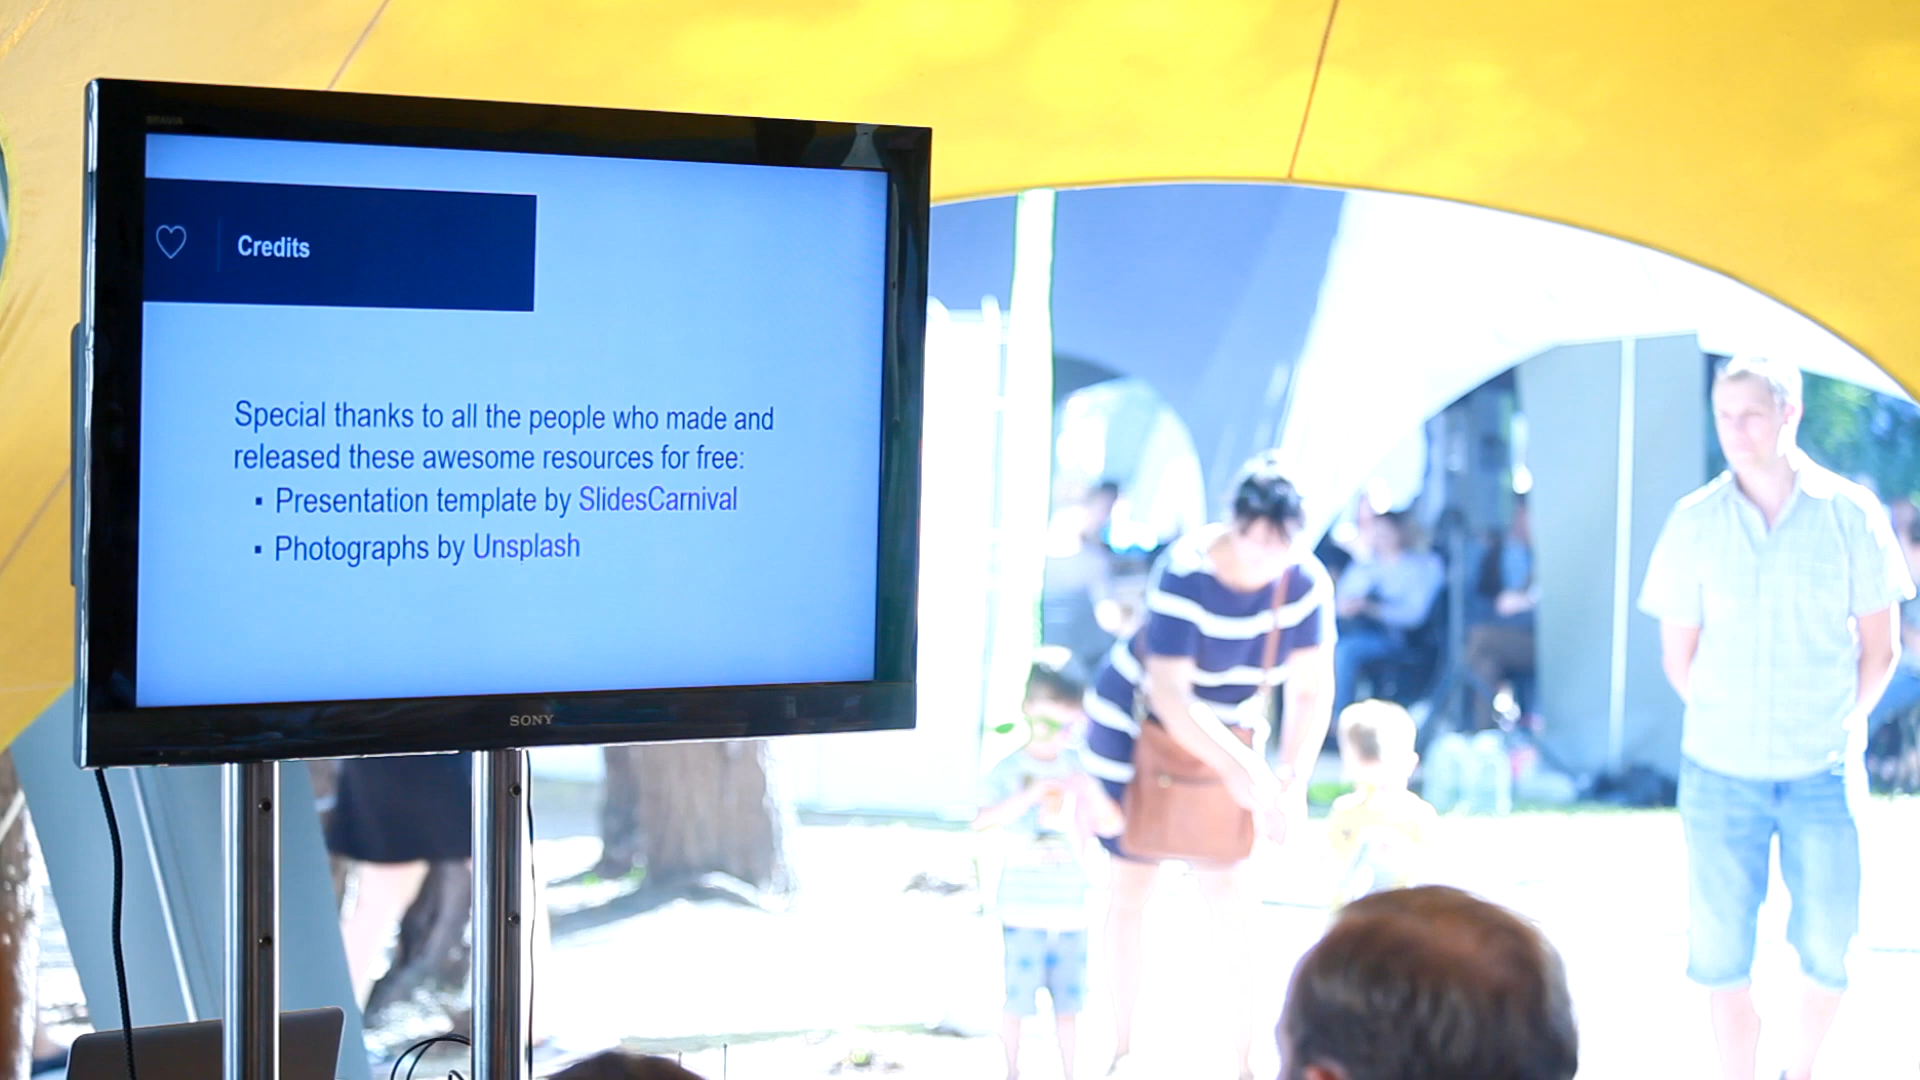 BRAVIA
Credits
Special thanks to all the people who made and
released these awesome resources for free:
▪ Presentation template by SlidesCarnival
▪ Photographs by Unsplash
SONY